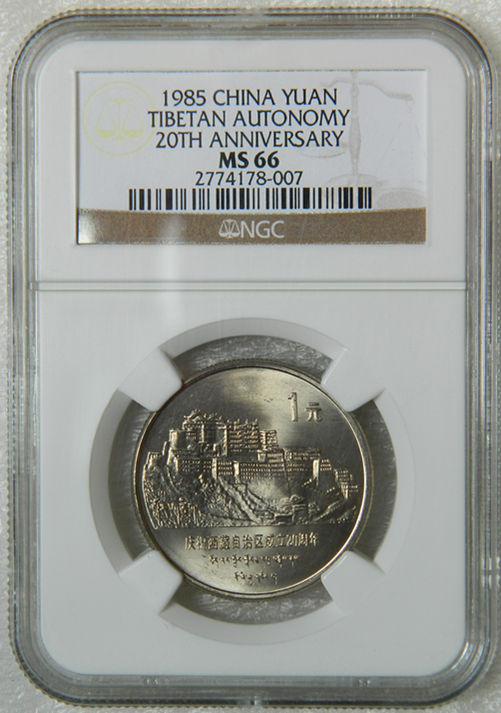 1985 CHINA YUAN
TIBETAN AUTONOMY
20TH ANNIVERSARY
MS 66
2774178-007
NGC
1元
庆祝西藏自治区成立20周年